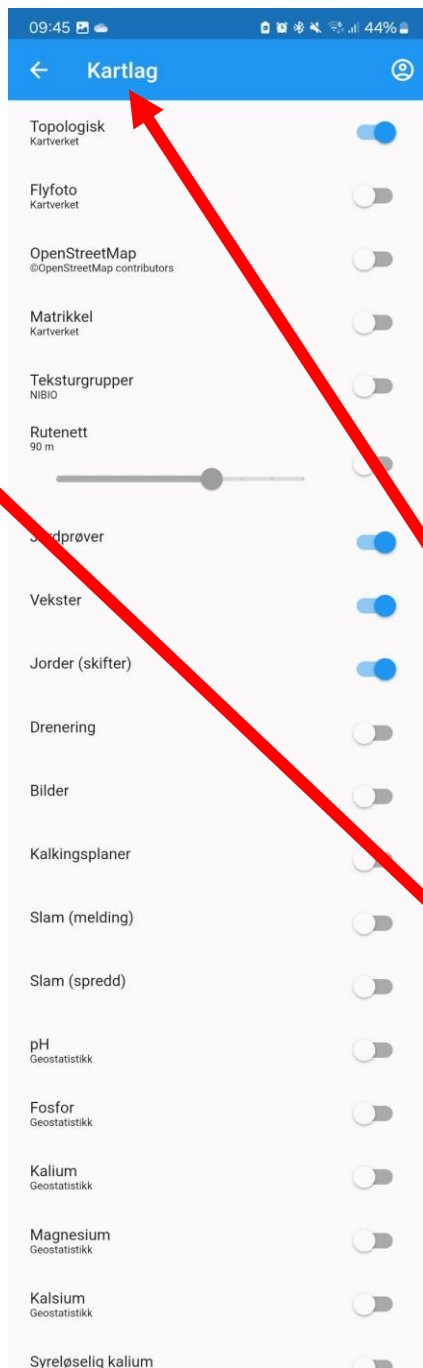 09:45 44%
Kartlag
Topologisk
Kartverket
Flyfoto
Kartverket
OpenStreetMap
©OpenStreetMap contributors
Matrikkel
Kartverket
Teksturgrupper
NIBIO
Rutenett
90 m
Jordprøver
Vekster
Jorder (skifter)
Drenering
Bilder
Kalkingsplaner
Slam (melding)
Slam (spredd)
pH
Geostatistikk
Fosfor
Geostatistikk
Kalium
Geostatistikk
Magnesium
Geostatistikk
Kalsium
Geostatistikk
Syreløselig kalium